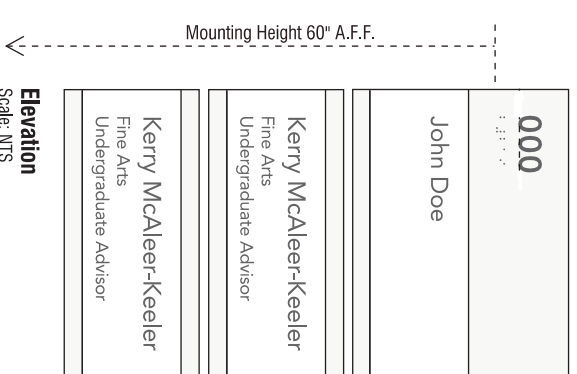 Mounting Height 60" A.F.F.
000
John Doe
Kerry McAleer-Keeler
Fine Arts
Undergraduate Advisor
Kerry McAleer-Keeler
Fine Arts
Undergraduate Advisor
Elevation
Scale: NTS